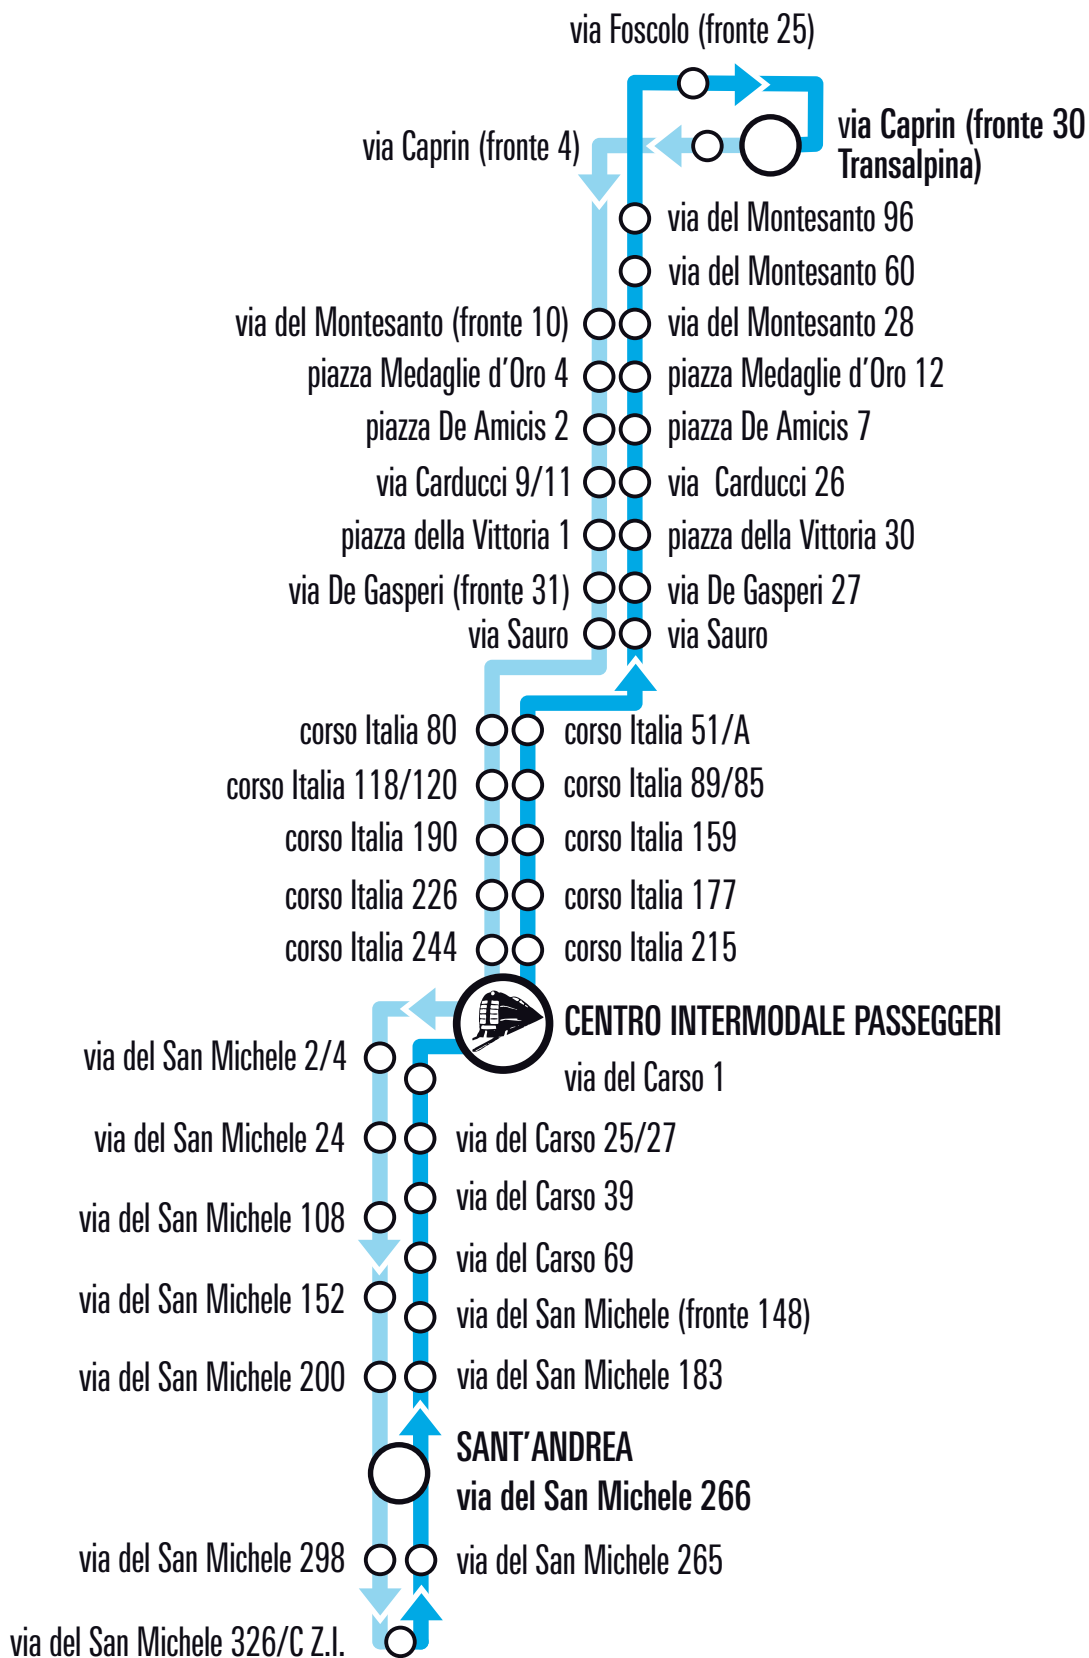 via Foscolo (fronte 25)
via Caprin (fronte 30
Transalpina)
via Caprin (fronte 4)
via del Montesanto 96
via del Montesanto 60
via del Montesanto (fronte 10)
via del Montesanto 28
piazza Medaglie d'Oro 4
piazza Medaglie d'Oro 12
piazza De Amicis 2
piazza De Amicis 7
via Carducci 9/11
via Carducci 26
piazza della Vittoria 1
piazza della Vittoria 30
via De Gasperi (fronte 31)
via De Gasperi 27
via Sauro
via Sauro
corso Italia 80
corso Italia 51/A
corso Italia 118/120
corso Italia 89/85
corso Italia 190
corso Italia 159
corso Italia 226
corso Italia 177
corso Italia 244
corso Italia 215
CENTRO INTERMODALE PASSEGGERI
via del San Michele 2/4
via del Carso 1
via del San Michele 24
via del Carso 25/27
via del Carso 39
via del San Michele 108
via del Carso 69
via del San Michele 152
via del San Michele (fronte 148)
via del San Michele 200
via del San Michele 183
SANT'ANDREA
via del San Michele 266
via del San Michele 298
via del San Michele 265
via del San Michele 326/C Z.I.